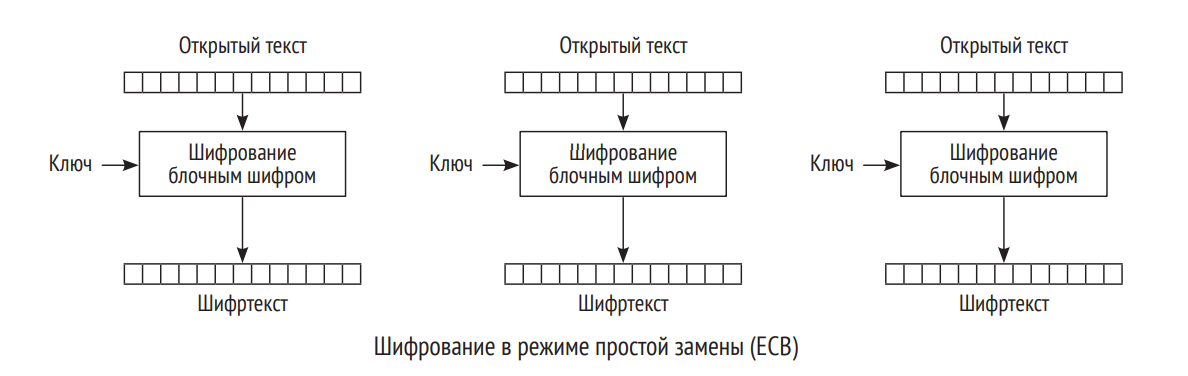 Открытый текст
Открытый текст
Открытый текст
Ключ
Шифрование
блочным шифром
Ключ
Шифрование
блочным шифром
Ключ
Шифрование
блочным шифром
Шифртекст
Шифртекст
Шифртекст
Шифрование в режиме простой замены (ECB)